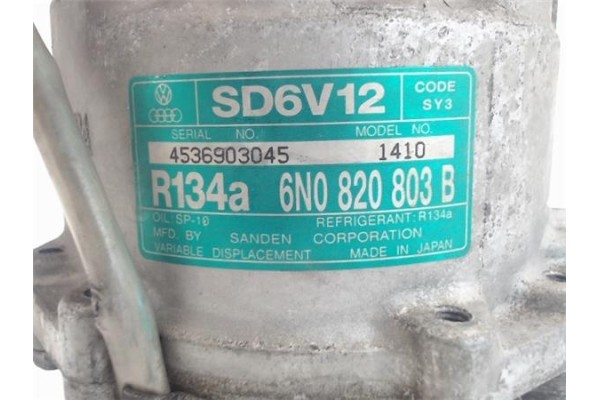 SD6V12
CODE
SY3
SERIAL NO. MODEL NO.
4536903045 1410
R134a 6N0 820 803 B
OIL: SP-10 REFRIGERANT: R134a
MFD. BY SANDEN CORPORATION
VARIABLE DISPLACEMENT MADE IN JAPAN